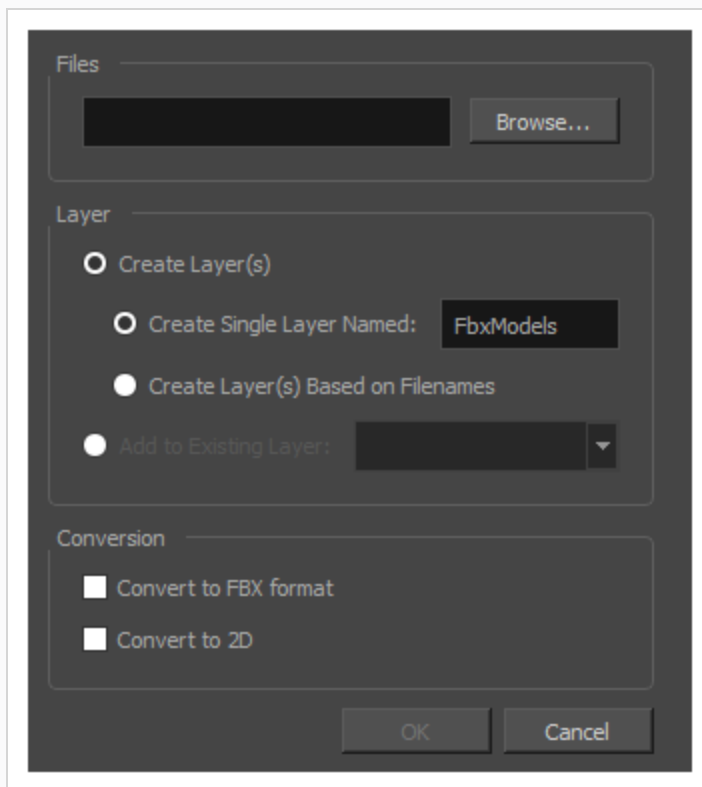 Files
Browse...
Layer
Create Layer(s)
Create Single Layer Named: FbxModels
Create Layer(s) Based on Filenames
Add to Existing Layer:
Conversion
Convert to FBX format
Convert to 2D
OK Cancel